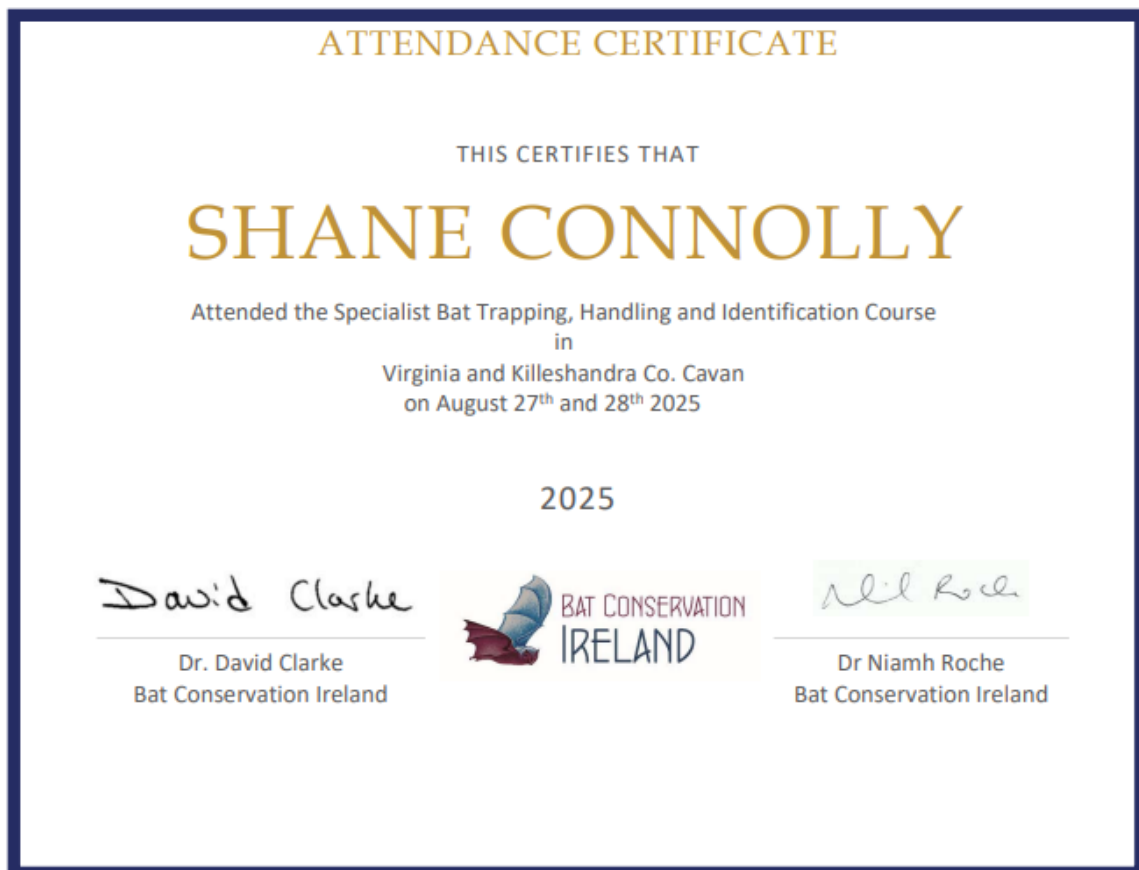 ATTENDANCE CERTIFICATE
THIS CERTIFIES THAT
SHANE CONNOLLY
Attended the Specialist Bat Trapping, Handling and Identification Course
in
Virginia and Killeshandra Co. Cavan
on August 27th and 28th 2025
2025
David Clarke
Dr. David Clarke
Bat Conservation Ireland
BAT CONSERVATION
IRELAND
Roche
Dr Niamh Roche
Bat Conservation Ireland